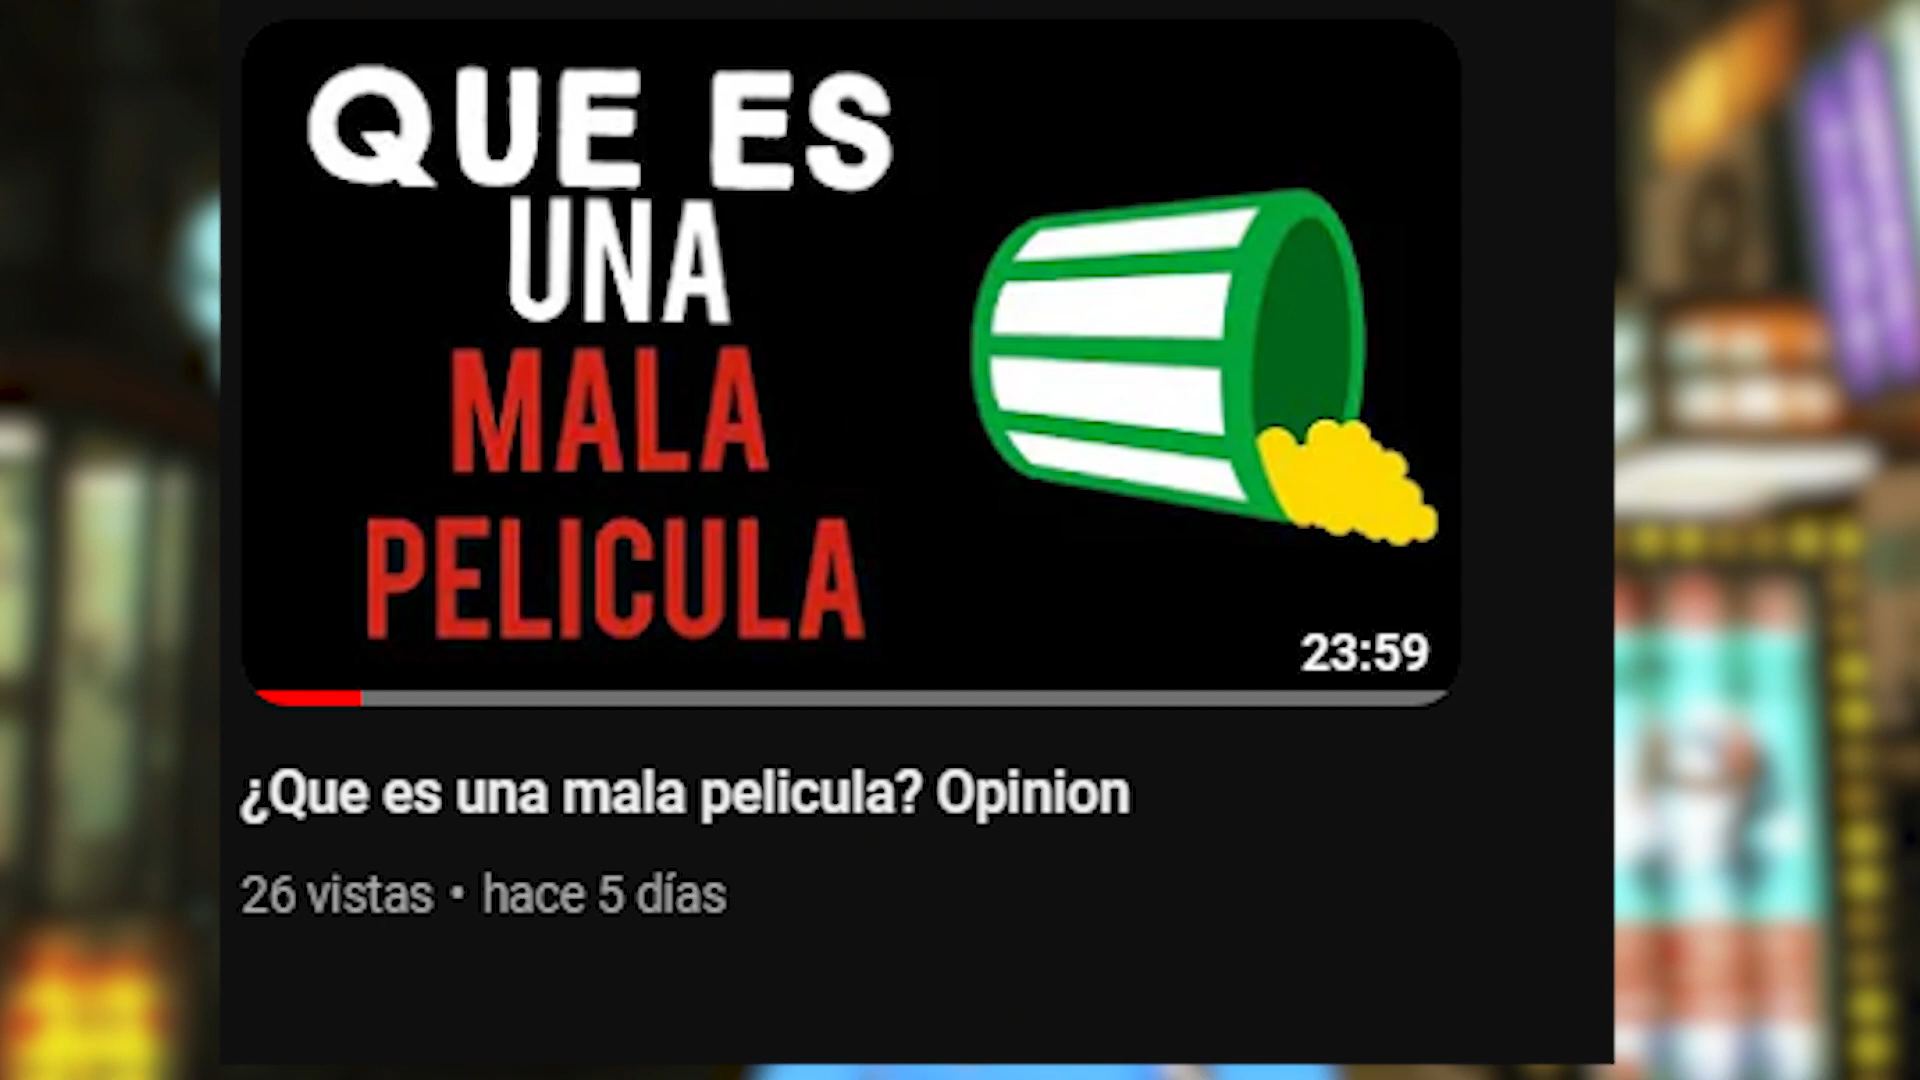 QUE ES
UNA
MALA
PELICULA
23:59
¿Que es una mala pelicula? Opinion
26 vistas • hace 5 días